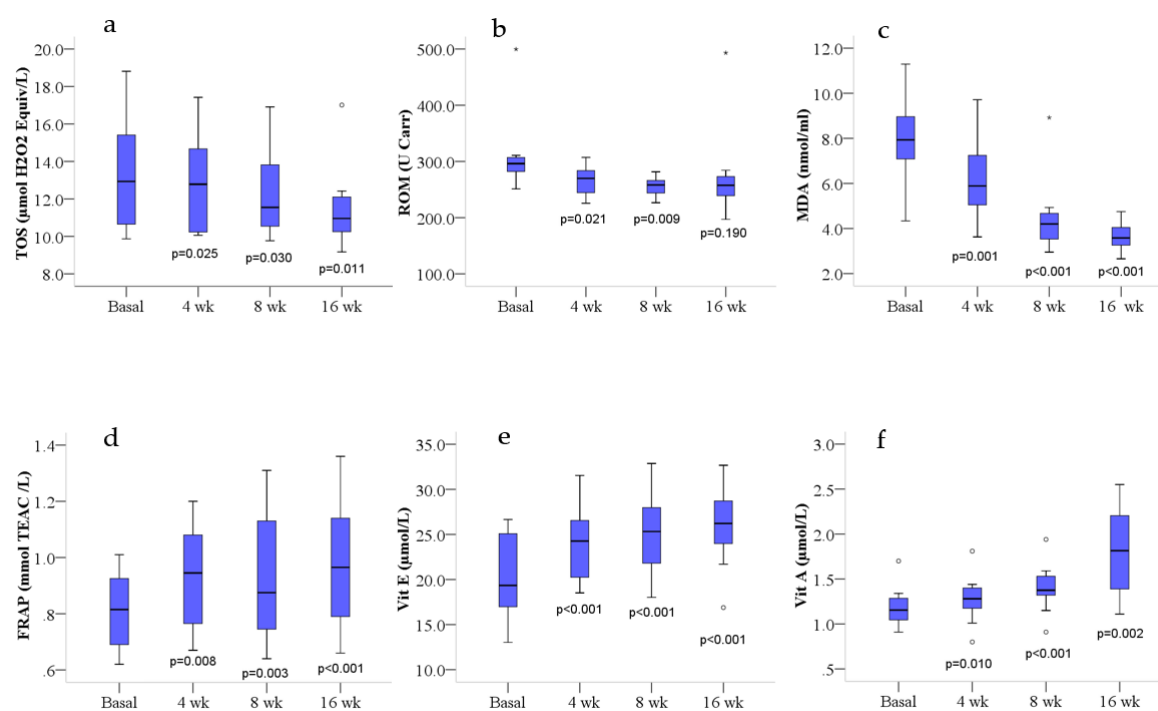 a
TOS (µmol H2O2 Equiv/L)
20.0
18.0
16.0
14.0
12.0
10.0
8.0
p=0.025
p=0.030
p=0.011
Basal 4 wk 8 wk 16 wk
b
ROM (U Carr)
500.0
400.0
300.0
200.0
100.0
p=0.021
p=0.009
p=0.190
Basal 4 wk 8 wk 16 wk
c
MDA (nmol/ml)
12.0
10.0
8.0
6.0
4.0
2.0
p=0.001
p<0.001
p<0.001
Basal 4 wk 8 wk 16 wk
d
FRAP (mmol TEAC /L)
1.4
1.2
1.0
.8
.6
p=0.008
p=0.003
p<0.001
Basal 4 wk 8 wk 16 wk
e
Vit E (µmol/L)
35.0
30.0
25.0
20.0
15.0
10.0
p<0.001
p<0.001
p<0.001
Basal 4 wk 8 wk 16 wk
f
Vit A (µmol/L)
3.0
2.5
2.0
1.5
1.0
.5
p=0.010
p<0.001
p=0.002
Basal 4 wk 8 wk 16 wk